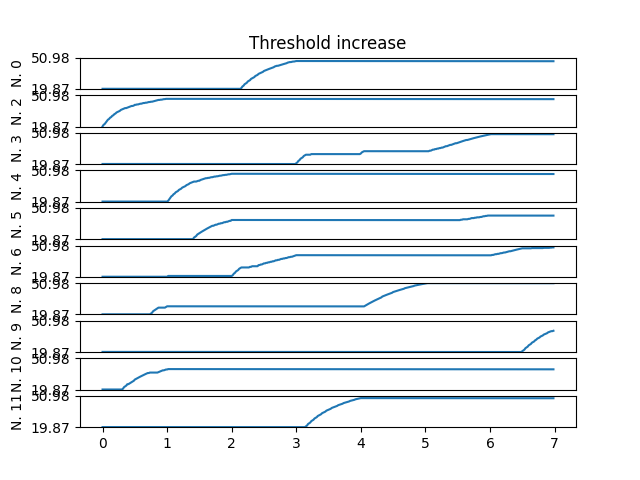 Threshold increase
50.98
N. 0
19.87
50.98
N. 2
19.87
50.98
N. 3
19.87
50.98
N. 4
19.87
50.98
N. 5
19.87
50.98
N. 6
19.87
50.98
N. 8
19.87
50.98
N. 9
19.87
50.98
N. 10
19.87
50.98
N. 11
19.87
0 1 2 3 4 5 6 7